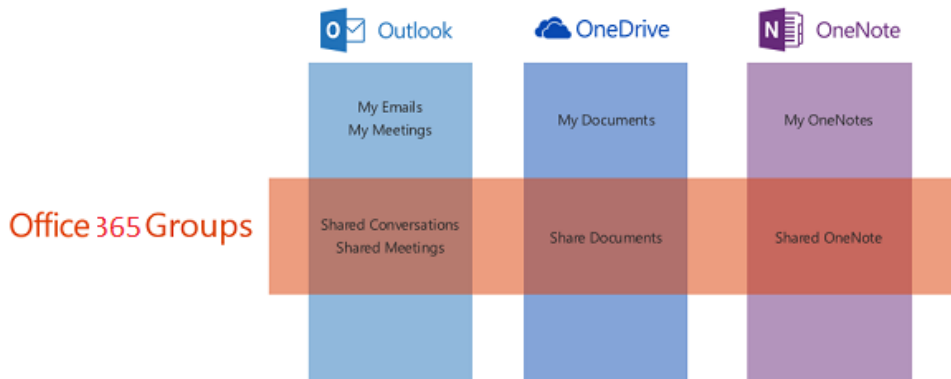 Outlook
OneDrive
OneNote
My Emails
My Meetings
My Documents
My OneNotes
Office 365 Groups
Shared Conversations
Shared Meetings
Share Documents
Shared OneNote